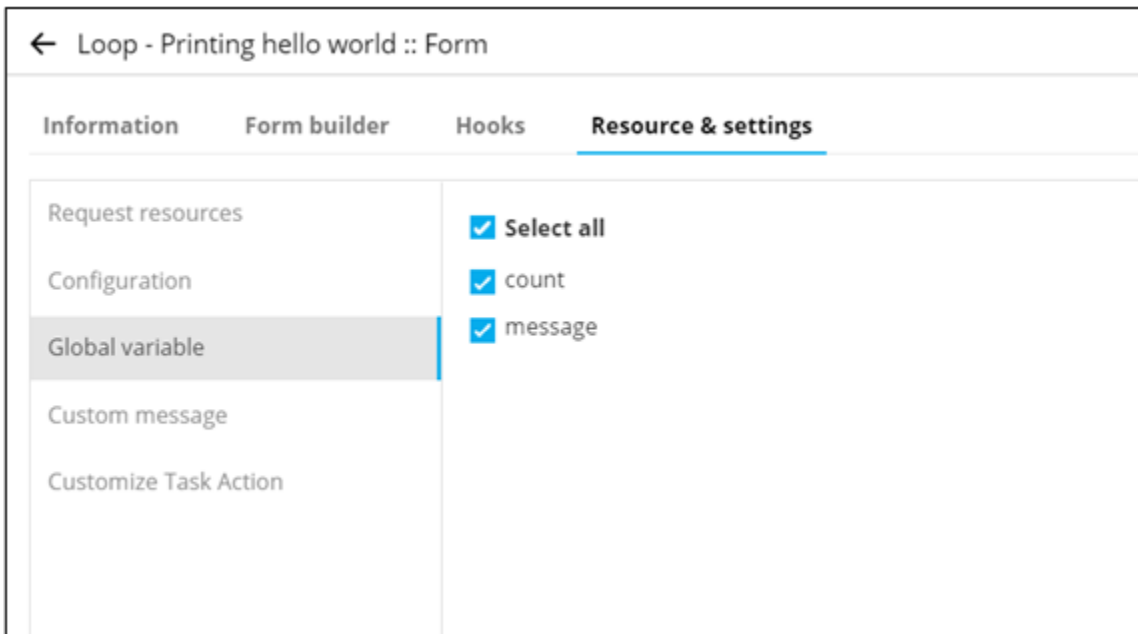 Loop - Printing hello world :: Form
Information Form builder Hooks Resource & settings
Request resources
Configuration
Global variable
Custom message
Customize Task Action
Select all
count
message